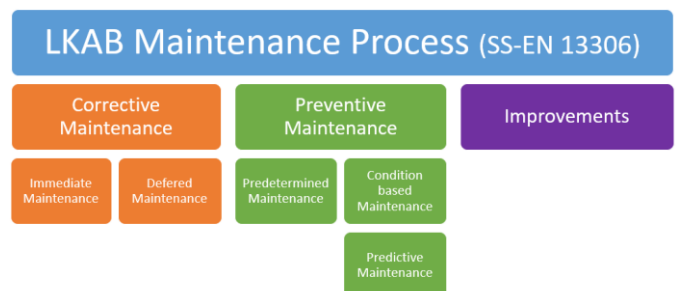 LKAB Maintenance Process (SS-EN 13306)
Corrective
Maintenance
Preventive
Maintenance
Improvements
Immediate
Maintenance
Defered
Maintenance
Predetermined
Maintenance
Condition
based
Maintenance
Predictive
Maintenance